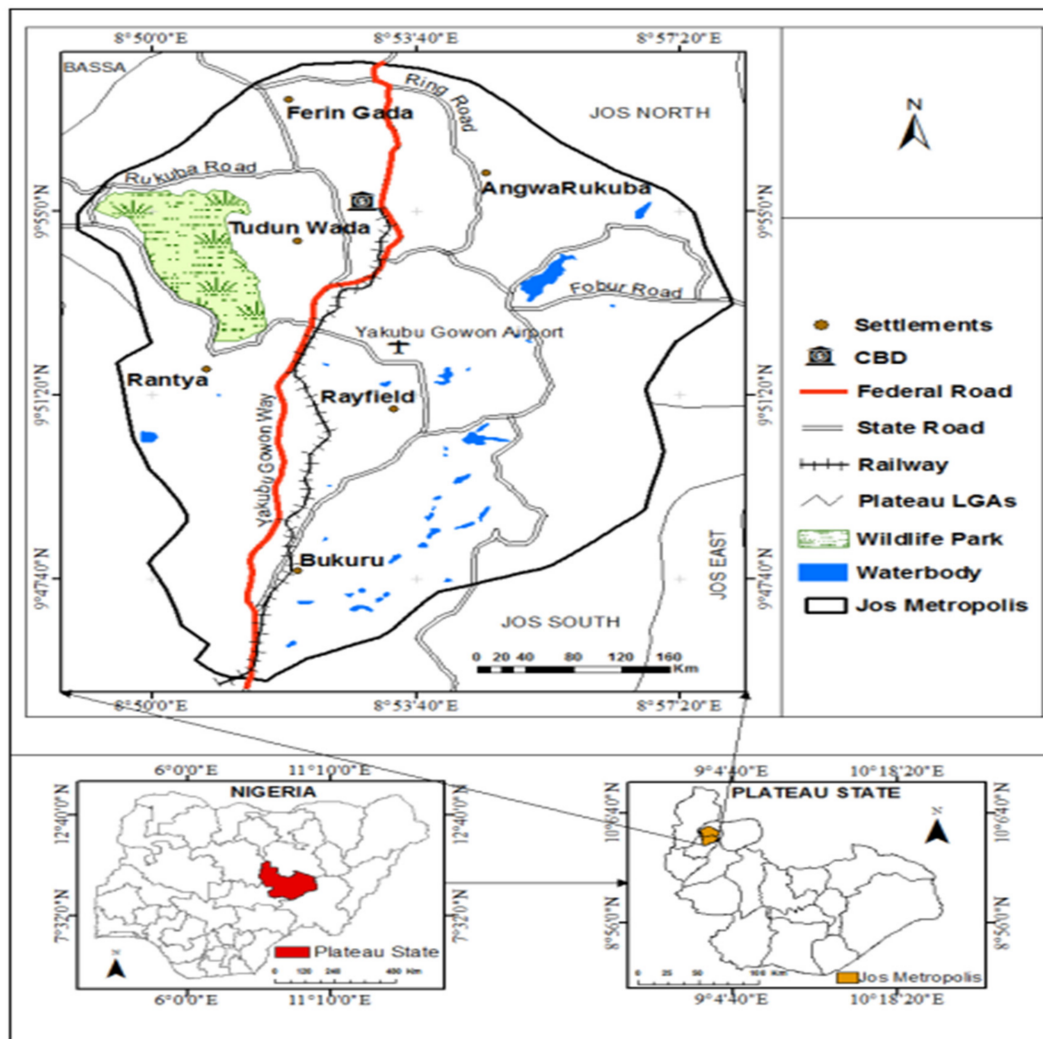 8°50'0"E 8°53'40"E 8°57'20"E
BASSA
Ring Road
Ferin Gada
JOS NORTH
N
Rukuba Road
AngwaRukuba
9°55'0"N 9°55'0"N
Tudun Wada
Fobur Road
Yakubu Gowon Airport
Rantya
Rayfield
9°51'20"N 9°51'20"N
Yakubu Gowon Way
Bukuru
9°47'40"N 9°47'40"N
JOS EAST
JOS SOUTH
0 20 40 80 120 160
Km
8°50'0"E 8°53'40"E 8°57'20"E
Settlements
CBD
Federal Road
State Road
Railway
Plateau LGAs
Wildlife Park
Waterbody
Jos Metropolis
6°0'0"E 11°10'0"E
NIGERIA
12°40'0"N 12°40'0"N
7°32'0"N 7°32'0"N
N
Plateau State
0 120 240 480 Km
6°0'0"E 11°10'0"E
9°4'40"E 10°18'20"E
PLATEAU STATE
N
10°6'40"N 10°6'40"N
8°56'0"N 8°56'0"N
0 25 50 100 Km
Jos Metropolis
9°4'40"E 10°18'20"E